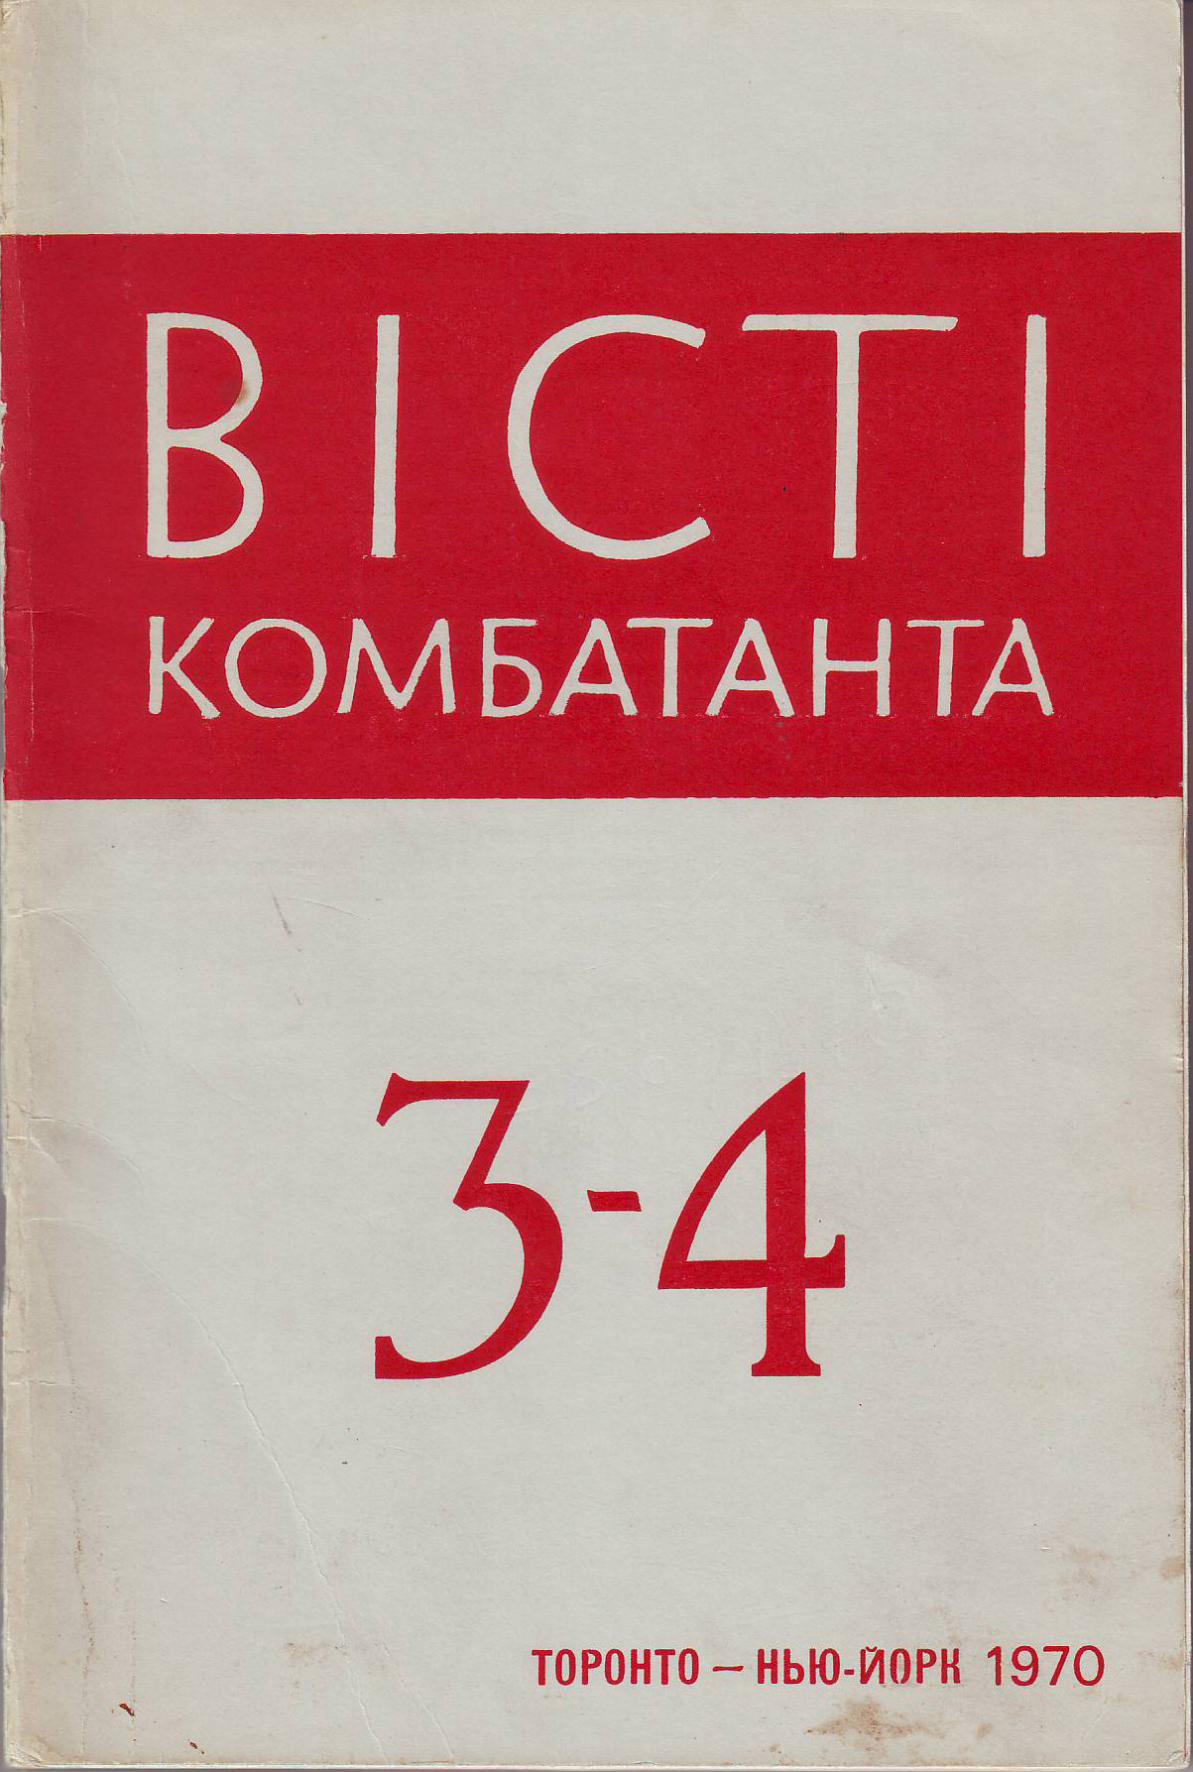 ВІСТІ
КОМБАТАНТА
3-4
ТОРОНТО – НЬЮ-ЙОРК 1970